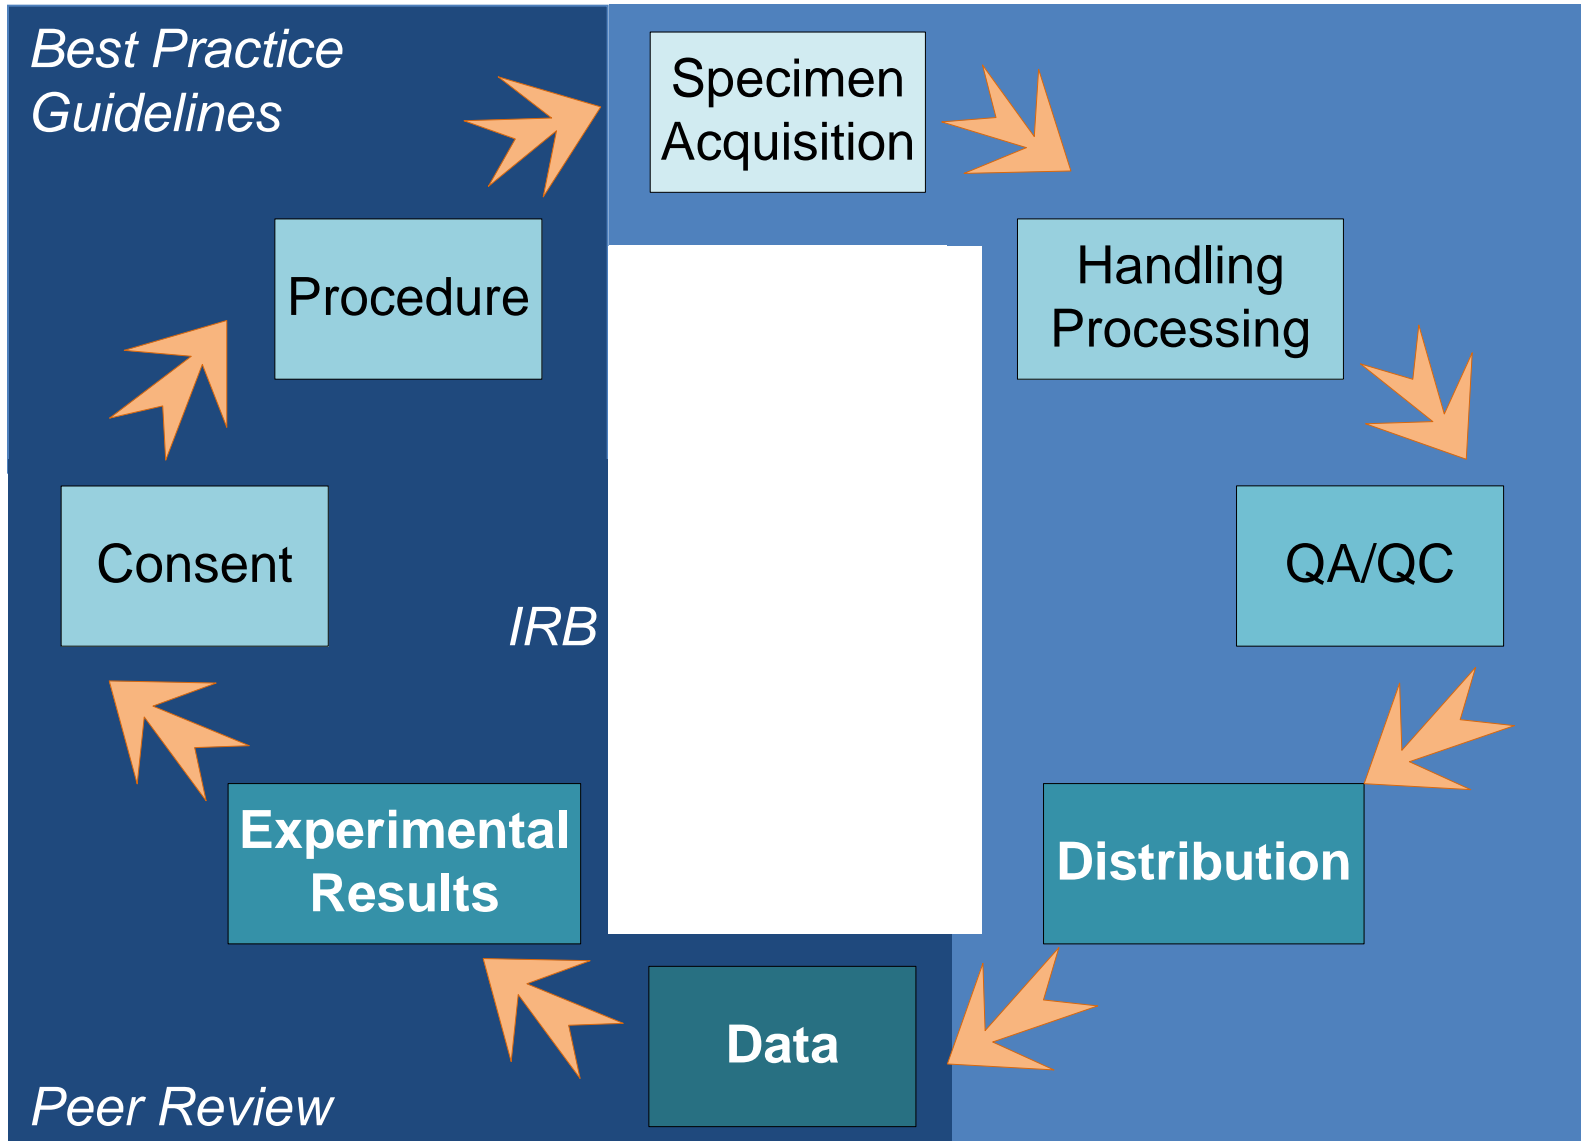 Best Practice
Guidelines
Specimen
Acquisition
Procedure
Handling
Processing
Consent
QA/QC
IRB
Experimental
Results
Distribution
Data
Peer Review